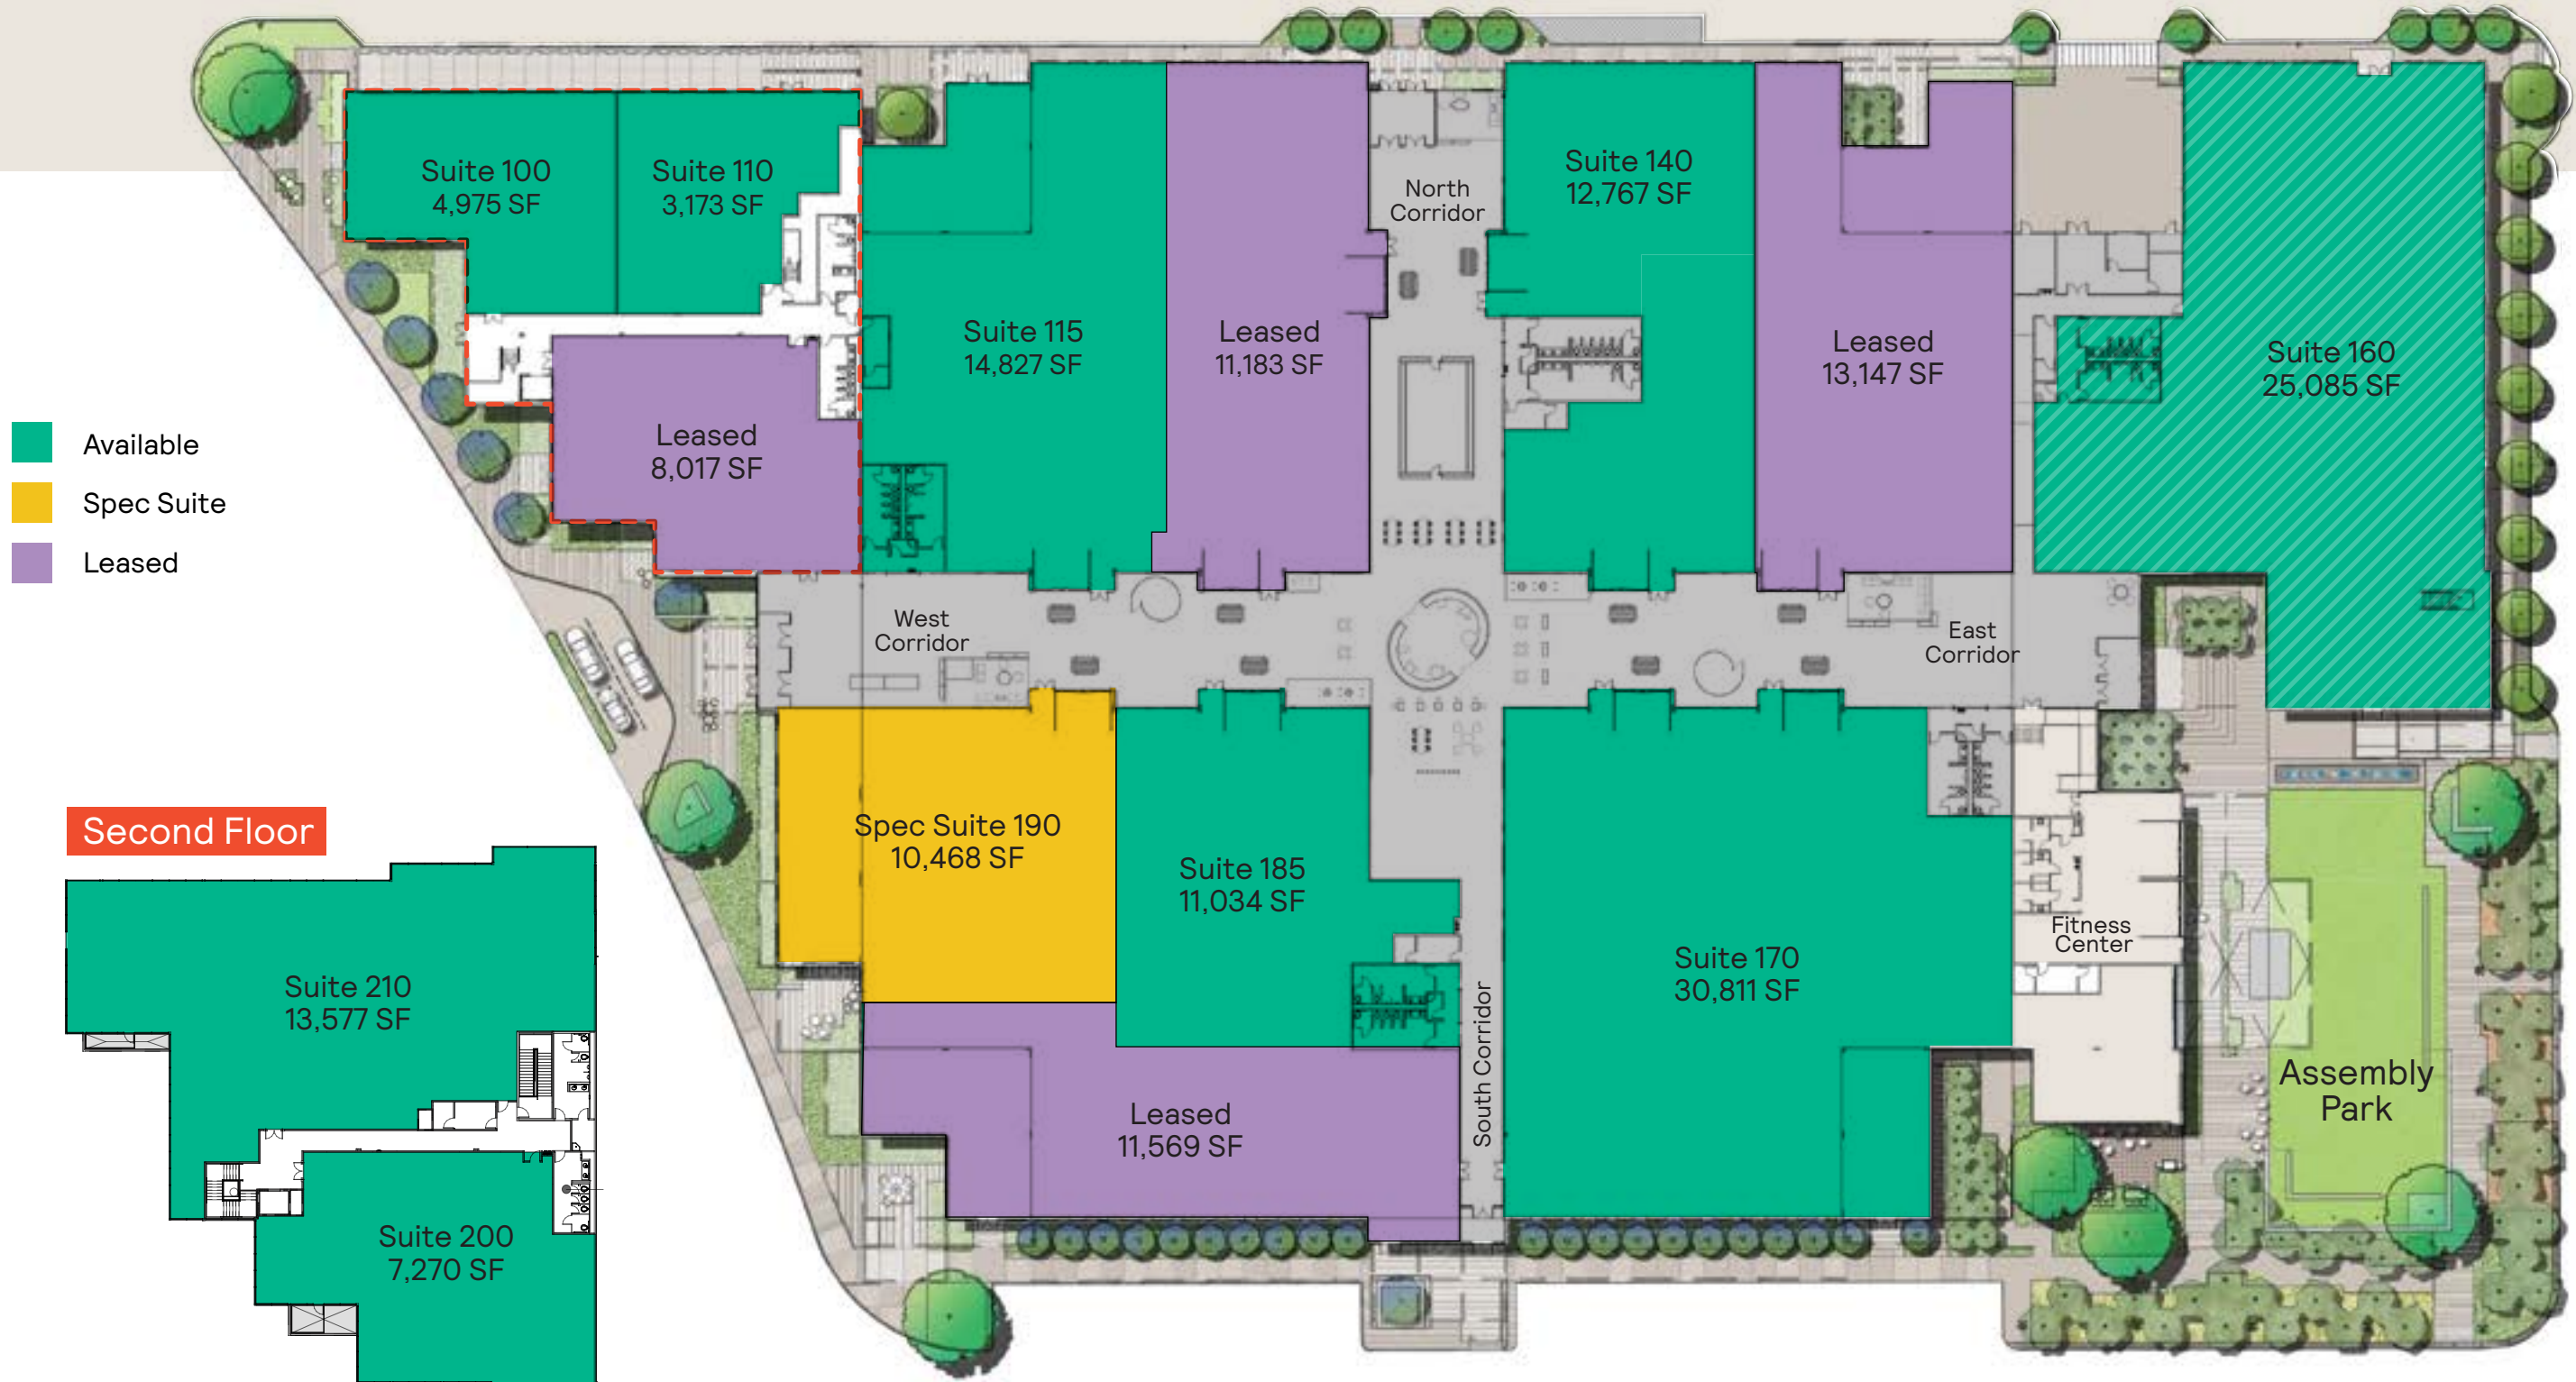 Suite 100
4,975 SF
Suite 110
3,173 SF
Suite 115
14,827 SF
Leased
11,183 SF
North
Corridor
Suite 140
12,767 SF
Leased
13,147 SF
Suite 160
25,085 SF
Leased
8,017 SF
Available
Spec Suite
Leased
West
Corridor
East
Corridor
Spec Suite 190
10,468 SF
Suite 185
11,034 SF
Suite 170
30,811 SF
Fitness
Center
South Corridor
Leased
11,569 SF
Assembly
Park
Second Floor
Suite 210
13,577 SF
Suite 200
7,270 SF